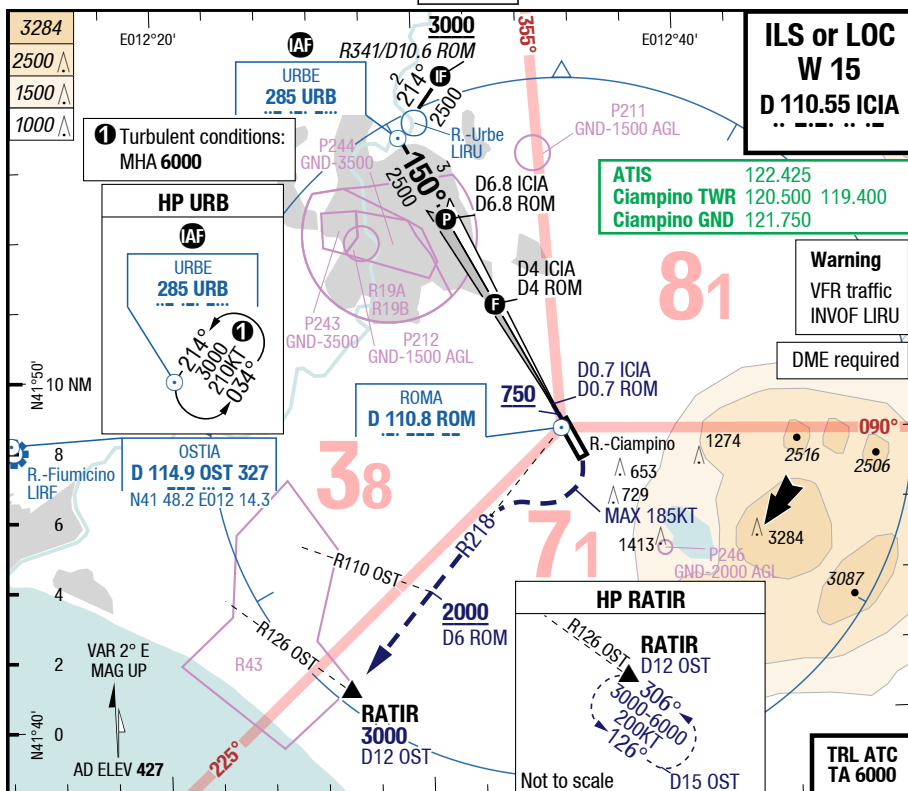 3284
2500
1500
1000
E012°20'
IAF
3000
R341/D10.6 ROM
IF
355°
E012°40'
ILS or LOC
W 15
D 110.55 ICIA
URBE
285 URB
2
214°
2500
R.-Urbe
LIRU
P211
GND-1500 AGL
1 Turbulent conditions:
MHA 6000
P244
GND-3500
150°
3
2500
D6.8 ICIA
D6.8 ROM
P
ATIS 122.425
Ciampino TWR 120.500 119.400
Ciampino GND 121.750
HP URB
IAF
URBE
285 URB
1
214°
3000
210KT
034°
R19A
R19B
P243
GND-3500
P212
GND-1500 AGL
D4 ICIA
D4 ROM
F
81
Warning
VFR traffic
INVOF LIRU
DME required
N41°50'
10 NM
8
6
4
2
0
ROMA
D 110.8 ROM
750
D0.7 ICIA
D0.7 ROM
090°
R.-Fiumicino
LIRF
OSTIA
D 114.9 OST 327
N41 48.2 E012 14.3
38
R.-Ciampino
653
729
1274
2516
2506
MAX 185KT
71
1413
3284
P246
GND-2000 AGL
3087
R218
R110 OST
2000
D6 ROM
R126 OST
R43
RATIR
3000
D12 OST
HP RATIR
R126 OST
RATIR
D12 OST
306°
3000-6000
200KT
126°
D15 OST
Not to scale
VAR 2° E
MAG UP
N41°40'
AD ELEV 427
225°
TRL ATC
TA 6000